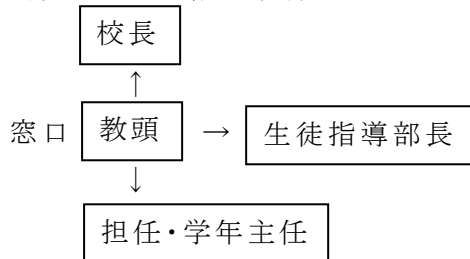 校長
↑
窓口 教頭 → 生徒指導部長
↓
担任・学年主任